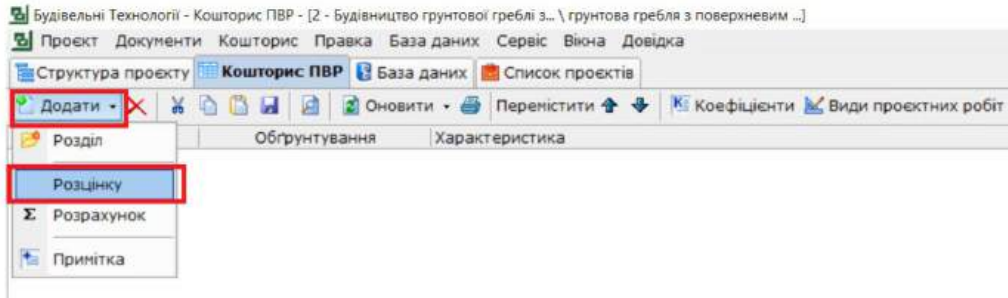 Будівельні Технології - Кошторис ПВР - [2 - Будівництво грунтової греблі з... \ грунтова гребля з поверхневим ...]
Проєкт Документи Кошторис Правка База даних Сервіс Вікна Довідка
Структура проєкту Кошторис ПВР База даних Список проєктів
Додати Оновити Перемістити Коефіцієнти Види проєктних робіт
Розділ Обґрунтування Характеристика
Розцінку
Σ Розрахунок
Примітка